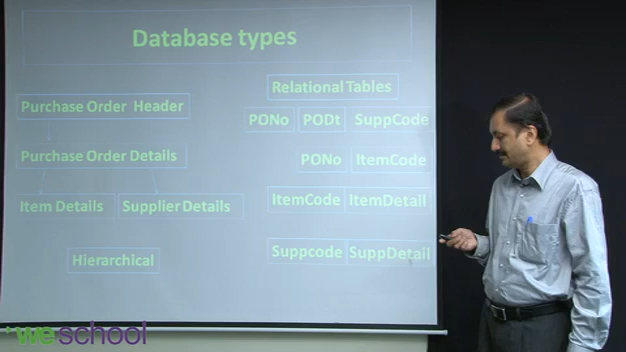 Database types
Purchase Order Header
Purchase Order Details
Item Details Supplier Details
Hierarchical
Relational Tables
PONo PODt SuppCode
PONo ItemCode
ItemCode ItemDetail
Suppcode SuppDetail
weschool